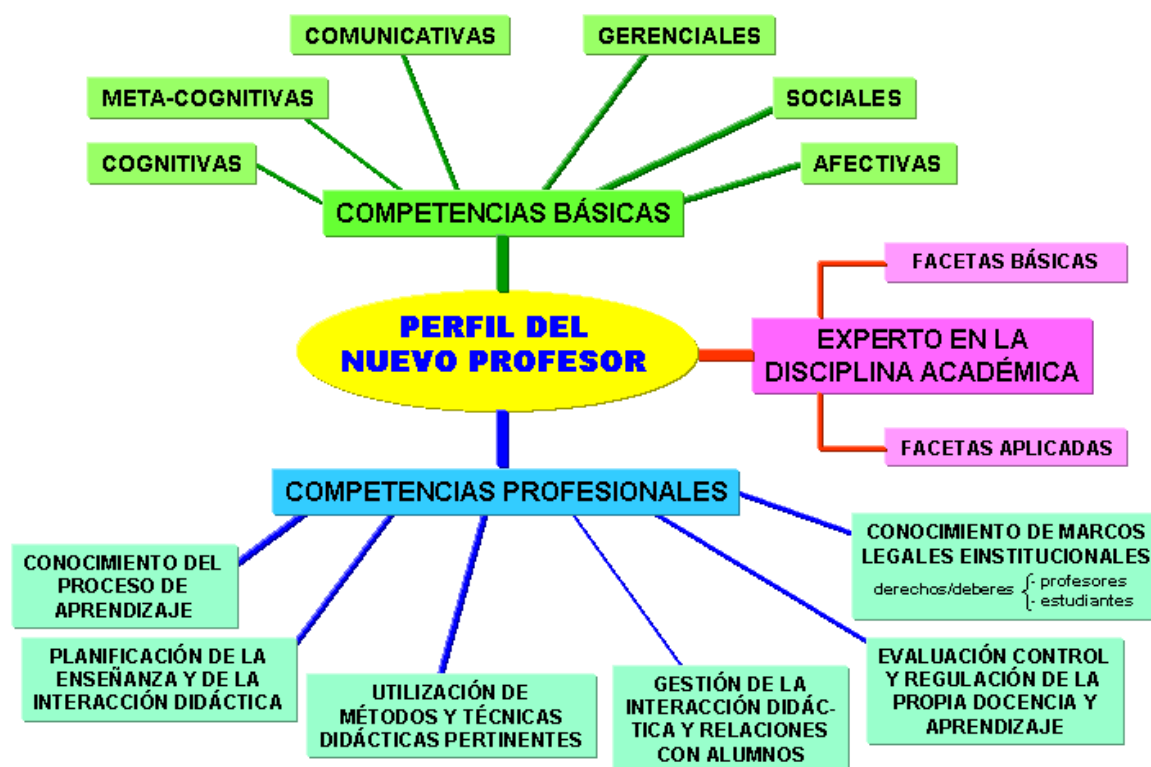 COMUNICATIVAS
GERENCIALES
META-COGNITIVAS
SOCIALES
COGNITIVAS
AFECTIVAS
COMPETENCIAS BÁSICAS
FACETAS BÁSICAS
PERFIL DEL
NUEVO PROFESOR
EXPERTO EN LA
DISCIPLINA ACADÉMICA
FACETAS APLICADAS
COMPETENCIAS PROFESIONALES
CONOCIMIENTO DEL
PROCESO DE
APRENDIZAJE
PLANIFICACIÓN DE LA
ENSEÑANZA Y DE LA
INTERACCIÓN DIDÁCTICA
UTILIZACIÓN DE
MÉTODOS Y TÉCNICAS
DIDÁCTICAS PERTINENTES
GESTIÓN DE LA
INTERACCIÓN DIDÁC-
TICA Y RELACIONES
CON ALUMNOS
EVALUACIÓN CONTROL
Y REGULACIÓN DE LA
PROPIA DOCENCIA Y
APRENDIZAJE
CONOCIMIENTO DE MARCOS
LEGALES EINSTITUCIONALES
derechos/deberes { - profesores
- estudiantes